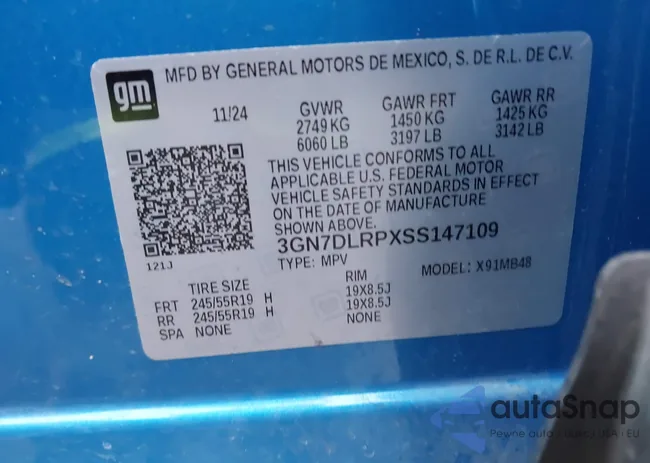 gm
MFD BY GENERAL MOTORS DE MEXICO, S. DE R.L. DE C.V.
11/24 GVWR GAWR FRT GAWR RR
2749 KG 1450 KG 1425 KG
6060 LB 3197 LB 3142 LB
THIS VEHICLE CONFORMS TO ALL
APPLICABLE U.S. FEDERAL MOTOR
VEHICLE SAFETY STANDARDS IN EFFECT
ON THE DATE OF MANUFACTURE
SHOWN ABOVE.
3GN7DLRPXSS147109
121J TYPE: MPV MODEL: X91MB48
TIRE SIZE RIM
FRT 245/55R19 H 19X8.5J
RR 245/55R19 H 19X8.5J
SPA NONE NONE
autaSnap
Pewne auto